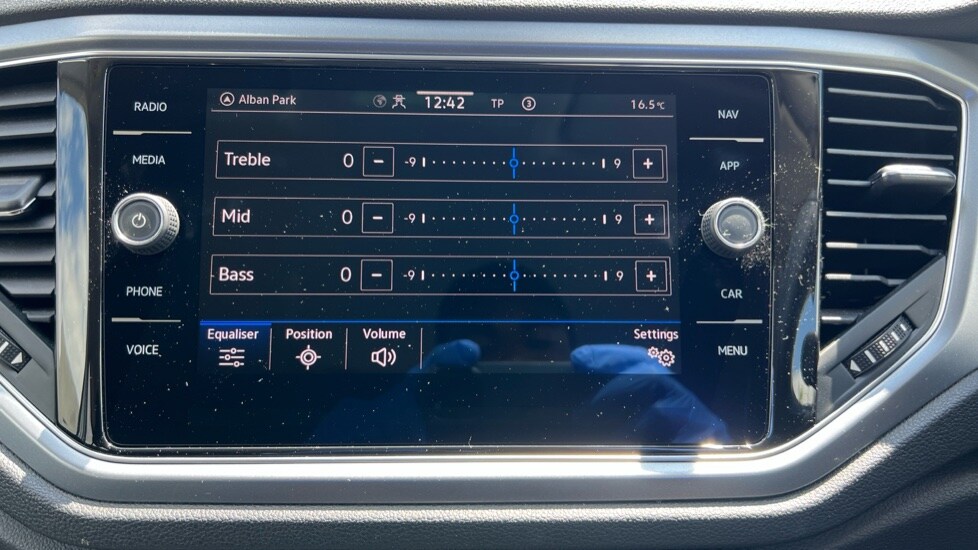 RADIO
MEDIA
PHONE
VOICE
Alban Park 12:42 TP 3 16.5 °C
Treble 0 - -9 9 +
Mid 0 - -9 9 +
Bass 0 - -9 9 +
Equaliser Position Volume Settings
NAV
APP
CAR
MENU